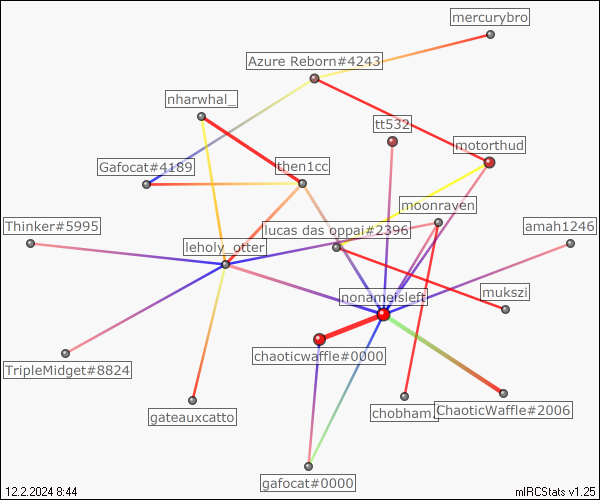 mercurybro
Azure Reborn#4243
nharwhal_
tt532
motorthud
Gafocat#4189
then1cc
moonraven
Thinker#5995
lucas das oppai#2396
amah1246
leholy_otter
nonameisleft
mukszi
chaoticwaffle#0000
TripleMidget#8824
chobham.
ChaoticWaffle#2006
gateauxcatto
gafocat#0000
12.2.2024 8:44
mIRCStats v1.25